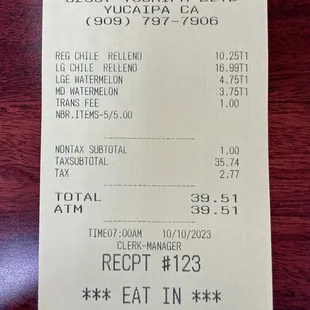 YUCAIPA CA
(909) 797-7906
REG CHILE RELLENO 10.25T1
LG CHILE RELLENO 16.99T1
LGE WATERMELON 4.75T1
MD WATERMELON 3.75T1
TRANS FEE 1.00
NBR.ITEMS-5/5.00
NONTAX SUBTOTAL 1.00
TAXSUBTOTAL 35.74
TAX 2.77
TOTAL 39.51
ATM 39.51
TIME07:00AM 10/10/2023
CLERK-MANAGER
RECPT #123
*** EAT IN ***